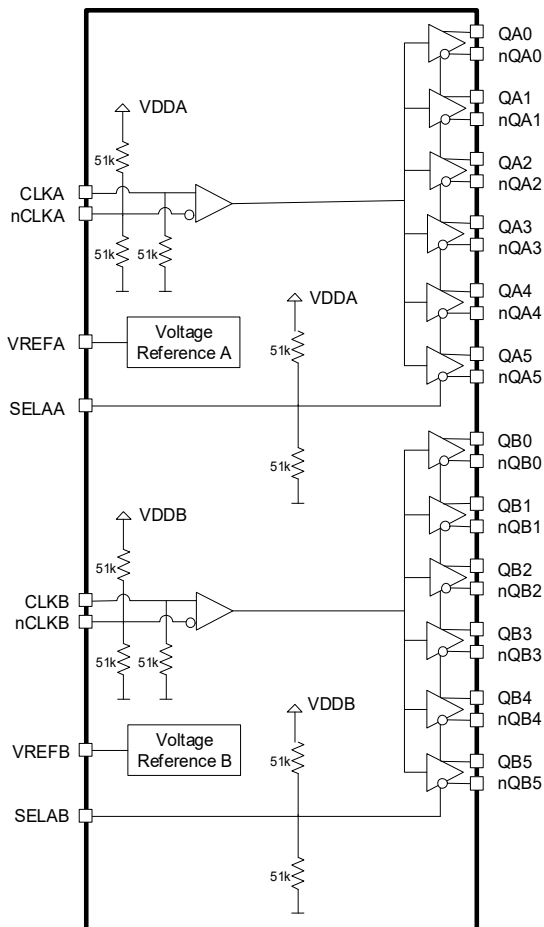 QA0
nQA0
VDDA
QA1
nQA1
51k
QA2
nQA2
CLKA
nCLKA
51k
51k
QA3
nQA3
VDDA
QA4
nQA4
VREFA
Voltage
Reference A
51k
QA5
nQA5
SELAA
QB0
nQB0
51k
VDDB
QB1
nQB1
51k
QB2
nQB2
CLKB
nCLKB
QB3
nQB3
51k
51k
VDDB
QB4
nQB4
VREFB
Voltage
Reference B
51k
QB5
nQB5
SELAB
51k